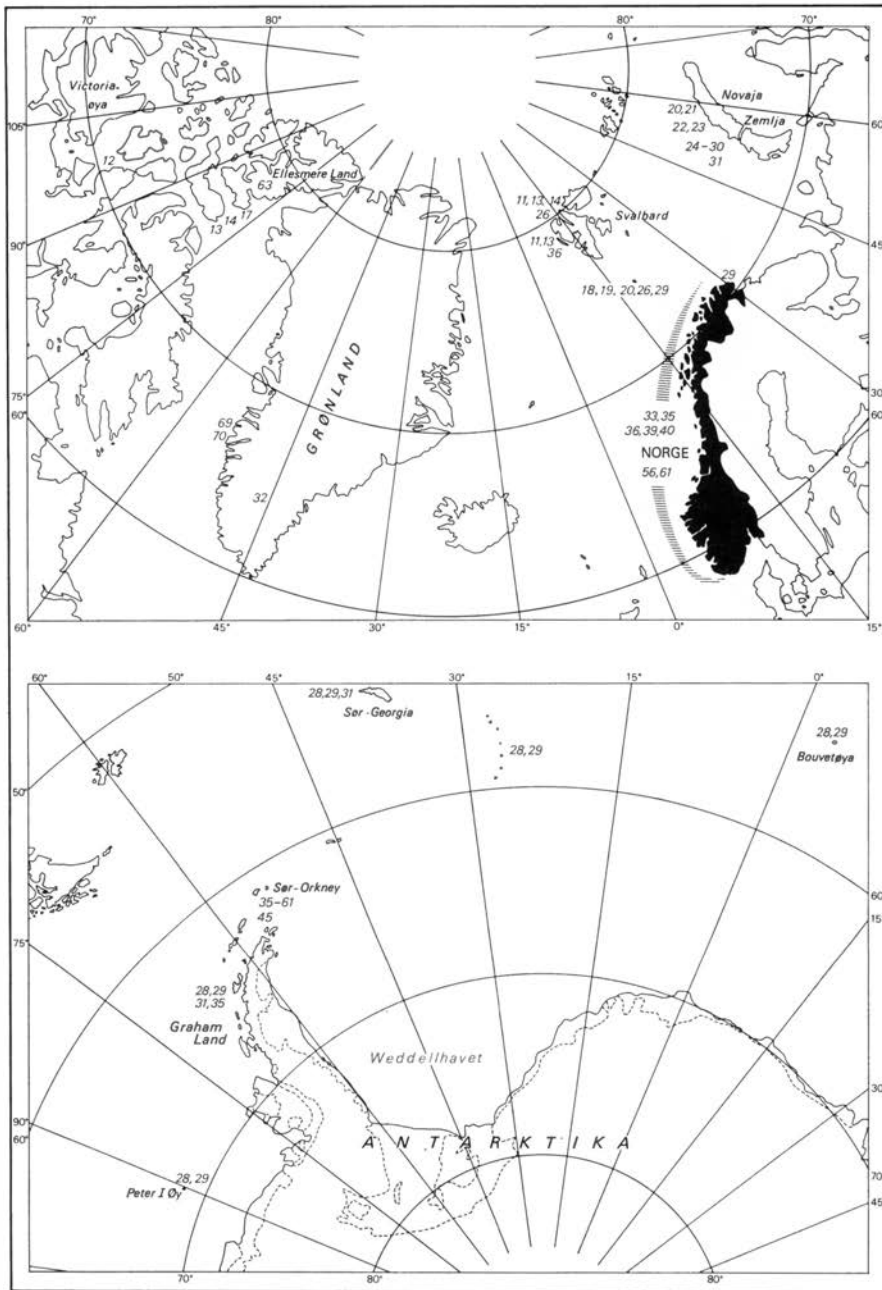 70° 80° 80° 70°
Victoria-
øya
Novaja
Zemlja
20,21
22,23
24-30
31
105°
60°
12
Ellesmere Land
63
17
14
13
11, 13, 14
26
Svalbard
11,13
36
90°
45°
18, 19, 20,26,29
29
GRØNLAND
75°
60°
30°
60°
69
70
33,35
36,39,40
NORGE
56,61
32
60° 45° 30° 15° 0° 15°
60° 50° 45° 30° 15° 0°
28,29,31
Sør-Georgia
28,29
28,29
Bouvetøya
50°
Sør-Orkney
35-61
45
60°
15°
75°
28,29
31,35
Graham
Land
Weddellhavet
30°
90°
60°
ANTARKTIKA
28,29
Peter I Øy
70°
45°
70° 80° 80°